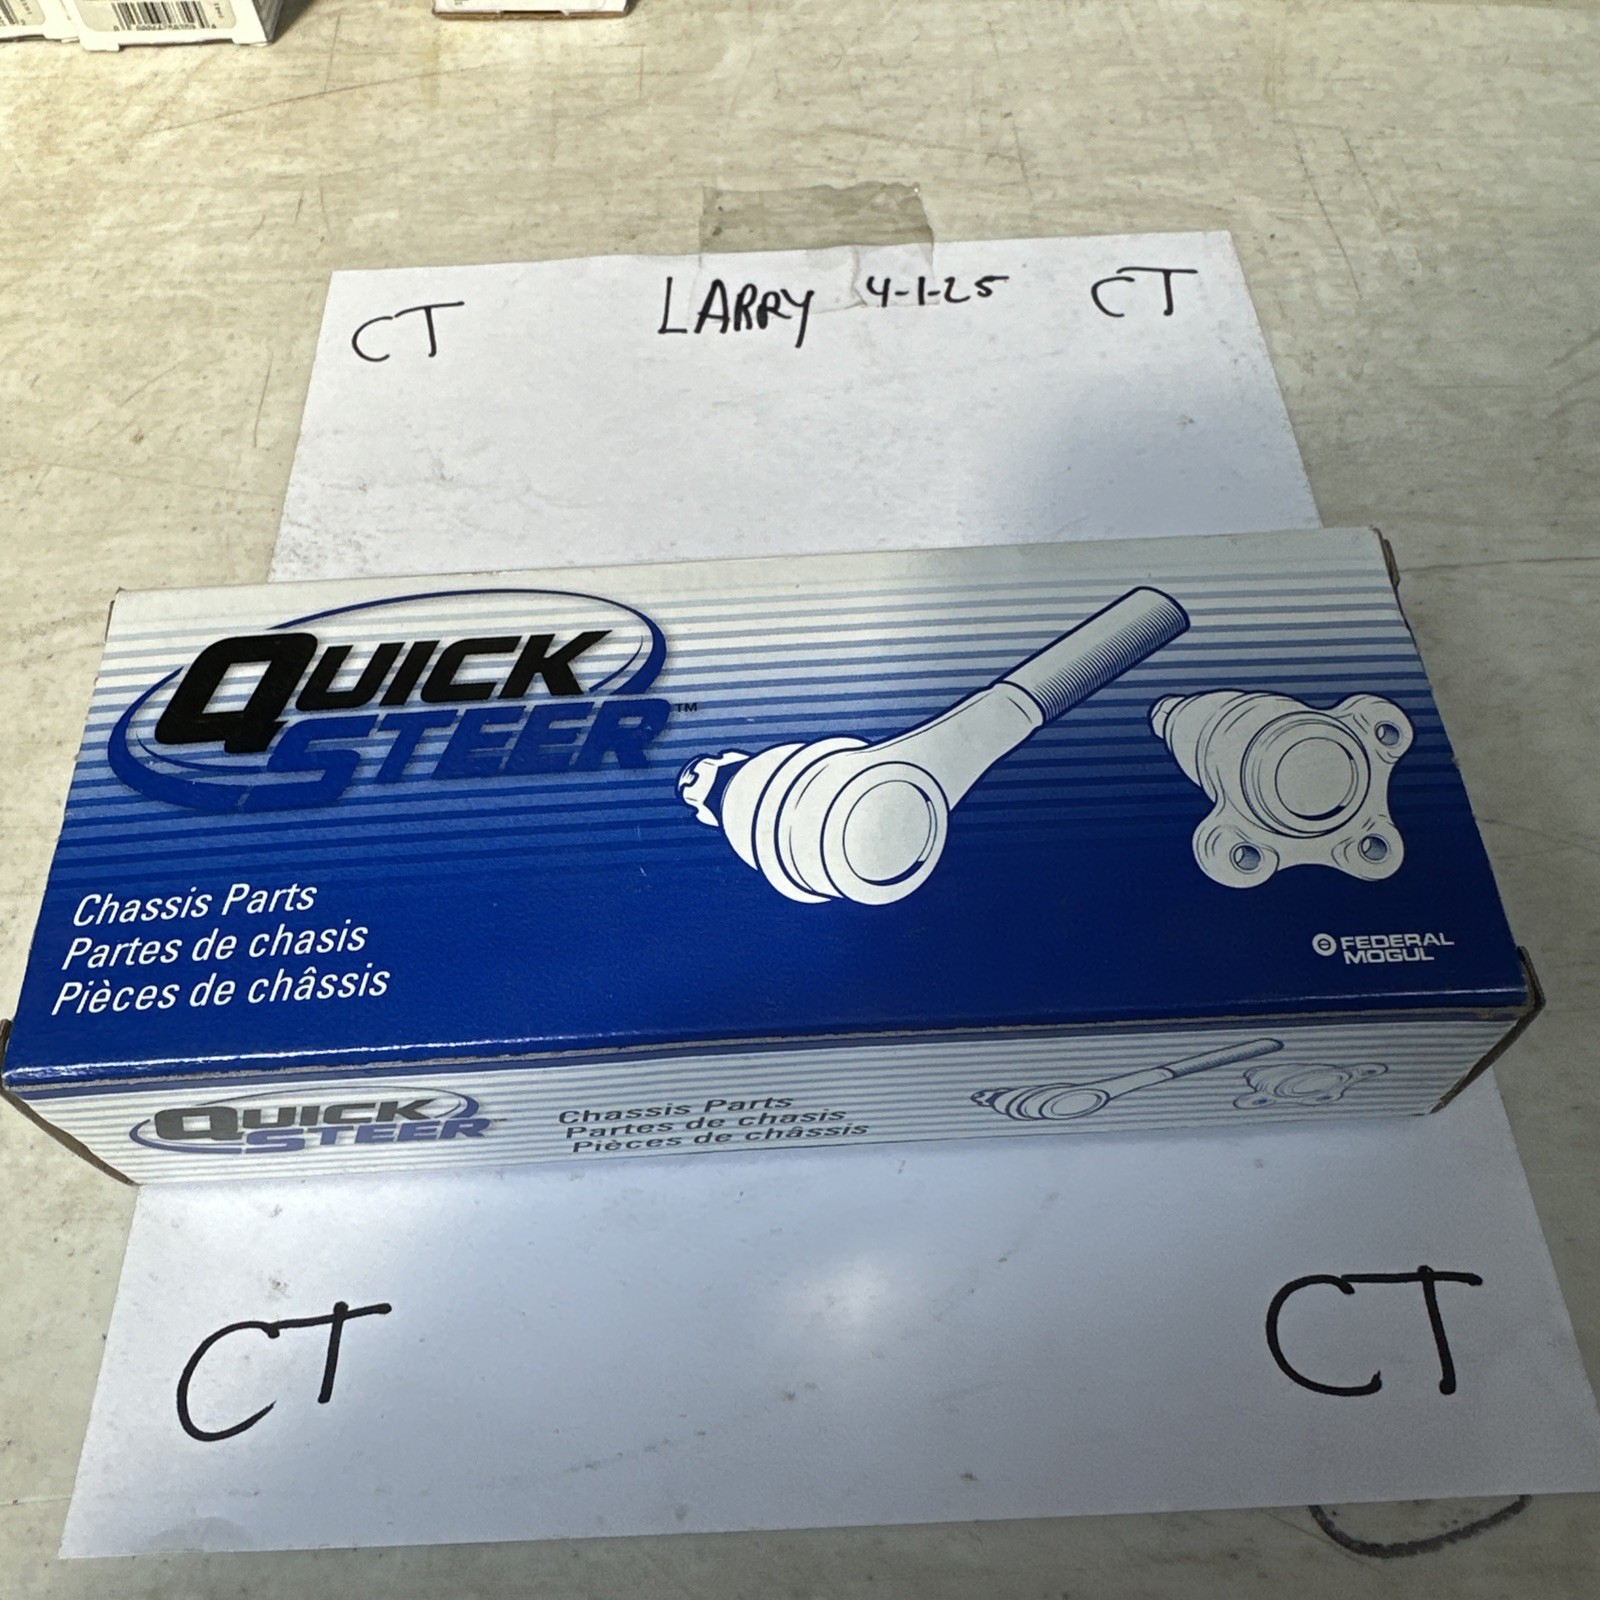 CT LARRY 4-1-25 CT
QUICK
STEER™
Chassis Parts
Partes de chasis
Pièces de châssis
FEDERAL
MOGUL
QUICK
STEER
Chassis Parts
Partes de chasis
Pièces de châssis
CT CT